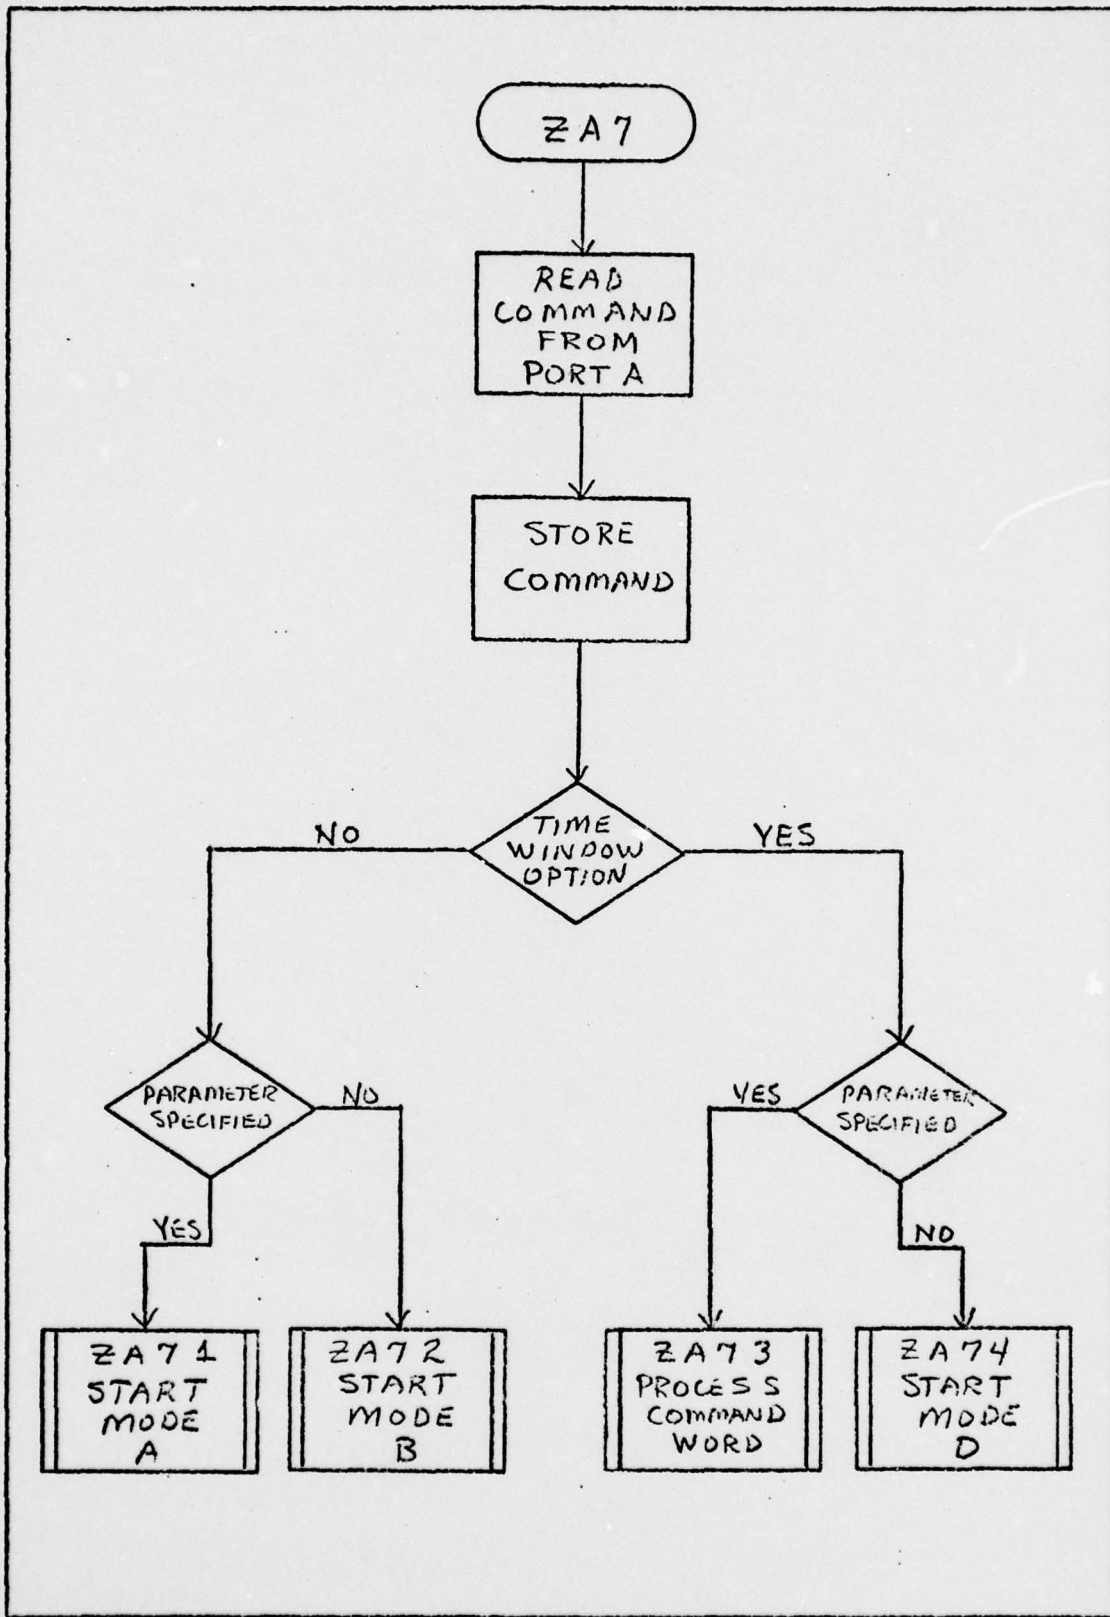 ZA7
READ
COMMAND
FROM
PORT A
STORE
COMMAND
TIME
WINDOW
OPTION
NO
YES
PARAMETER
SPECIFIED
NO
YES
YES
PARAMETER
SPECIFIED
NO
ZA71
START
MODE
A
ZA72
START
MODE
B
ZA73
PROCESS
COMMAND
WORD
ZA74
START
MODE
D